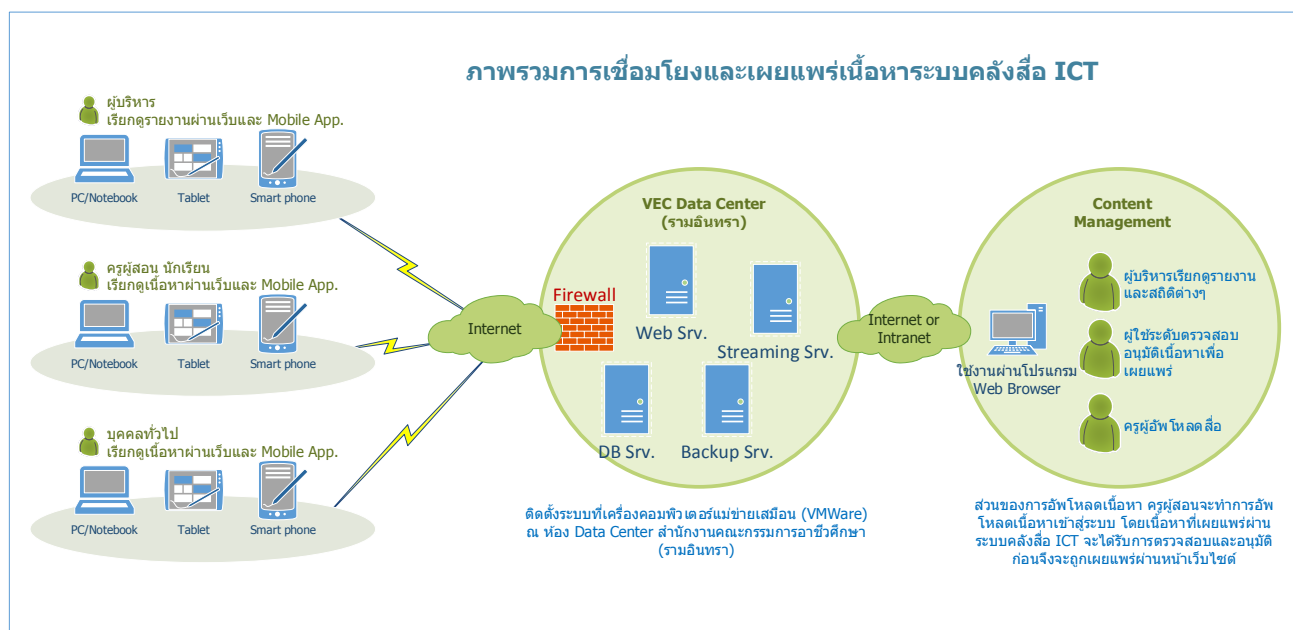 ภาพรวมการเชื่อมโยงและเผยแพร่เนื้อหาระบบคลังสื่อ ICT
ผู้บริหาร
เรียกดูรายงานผ่านเว็บและ Mobile App.
PC/Notebook
Tablet
Smart phone
ครูผู้สอน นักเรียน
เรียกดูเนื้อหาผ่านเว็บและ Mobile App.
PC/Notebook
Tablet
Smart phone
บุคคลทั่วไป
เรียกดูเนื้อหาผ่านเว็บและ Mobile App.
PC/Notebook
Tablet
Smart phone
Internet
VEC Data Center
(รามอินทรา)
Firewall
Web Srv.
Streaming Srv.
DB Srv.
Backup Srv.
ติดตั้งระบบที่เครื่องคอมพิวเตอร์แม่ข่ายเสมือน (VMWare)
ณ ห้อง Data Center สำนักงานคณะกรรมการอาชีวศึกษา
(รามอินทรา)
Internet or
Intranet
Content
Management
ผู้บริหารเรียกดูรายงาน
และสถิติต่างๆ
ผู้ใช้ระดับตรวจสอบ
อนุมัติเนื้อหาเพื่อ
เผยแพร่
ใช้งานผ่านโปรแกรม
Web Browser
ครูผู้อัพโหลดสื่อ
ส่วนของการอัพโหลดเนื้อหา ครูผู้สอนจะทำการอัพ
โหลดเนื้อหาเข้าสู่ระบบ โดยเนื้อหาที่เผยแพร่ผ่าน
ระบบคลังสื่อ ICT จะได้รับการตรวจสอบและอนุมัติ
ก่อนจึงจะถูกเผยแพร่ผ่านหน้าเว็บไซต์